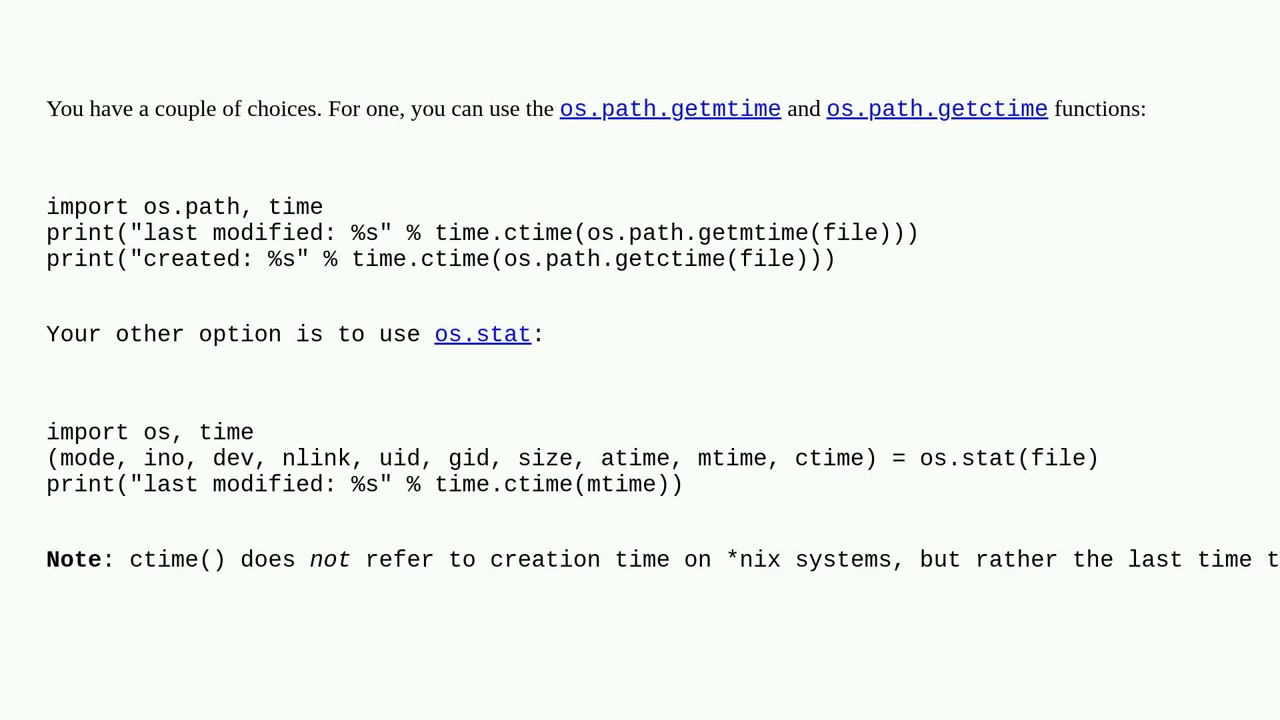 You have a couple of choices. For one, you can use the os.path.getmtime and os.path.getctime functions:
import os.path, time
print("last modified: %s" % time.ctime(os.path.getmtime(file)))
print("created: %s" % time.ctime(os.path.getctime(file)))
Your other option is to use os.stat:
import os, time
(mode, ino, dev, nlink, uid, gid, size, atime, mtime, ctime) = os.stat(file)
print("last modified: %s" % time.ctime(mtime))
Note: ctime() does not refer to creation time on *nix systems, but rather the last time